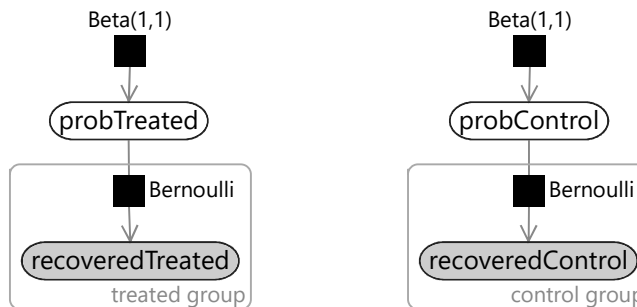 Beta(1,1)
probTreated
Bernoulli
recoveredTreated
treated group
Beta(1,1)
probControl
Bernoulli
recoveredControl
control group